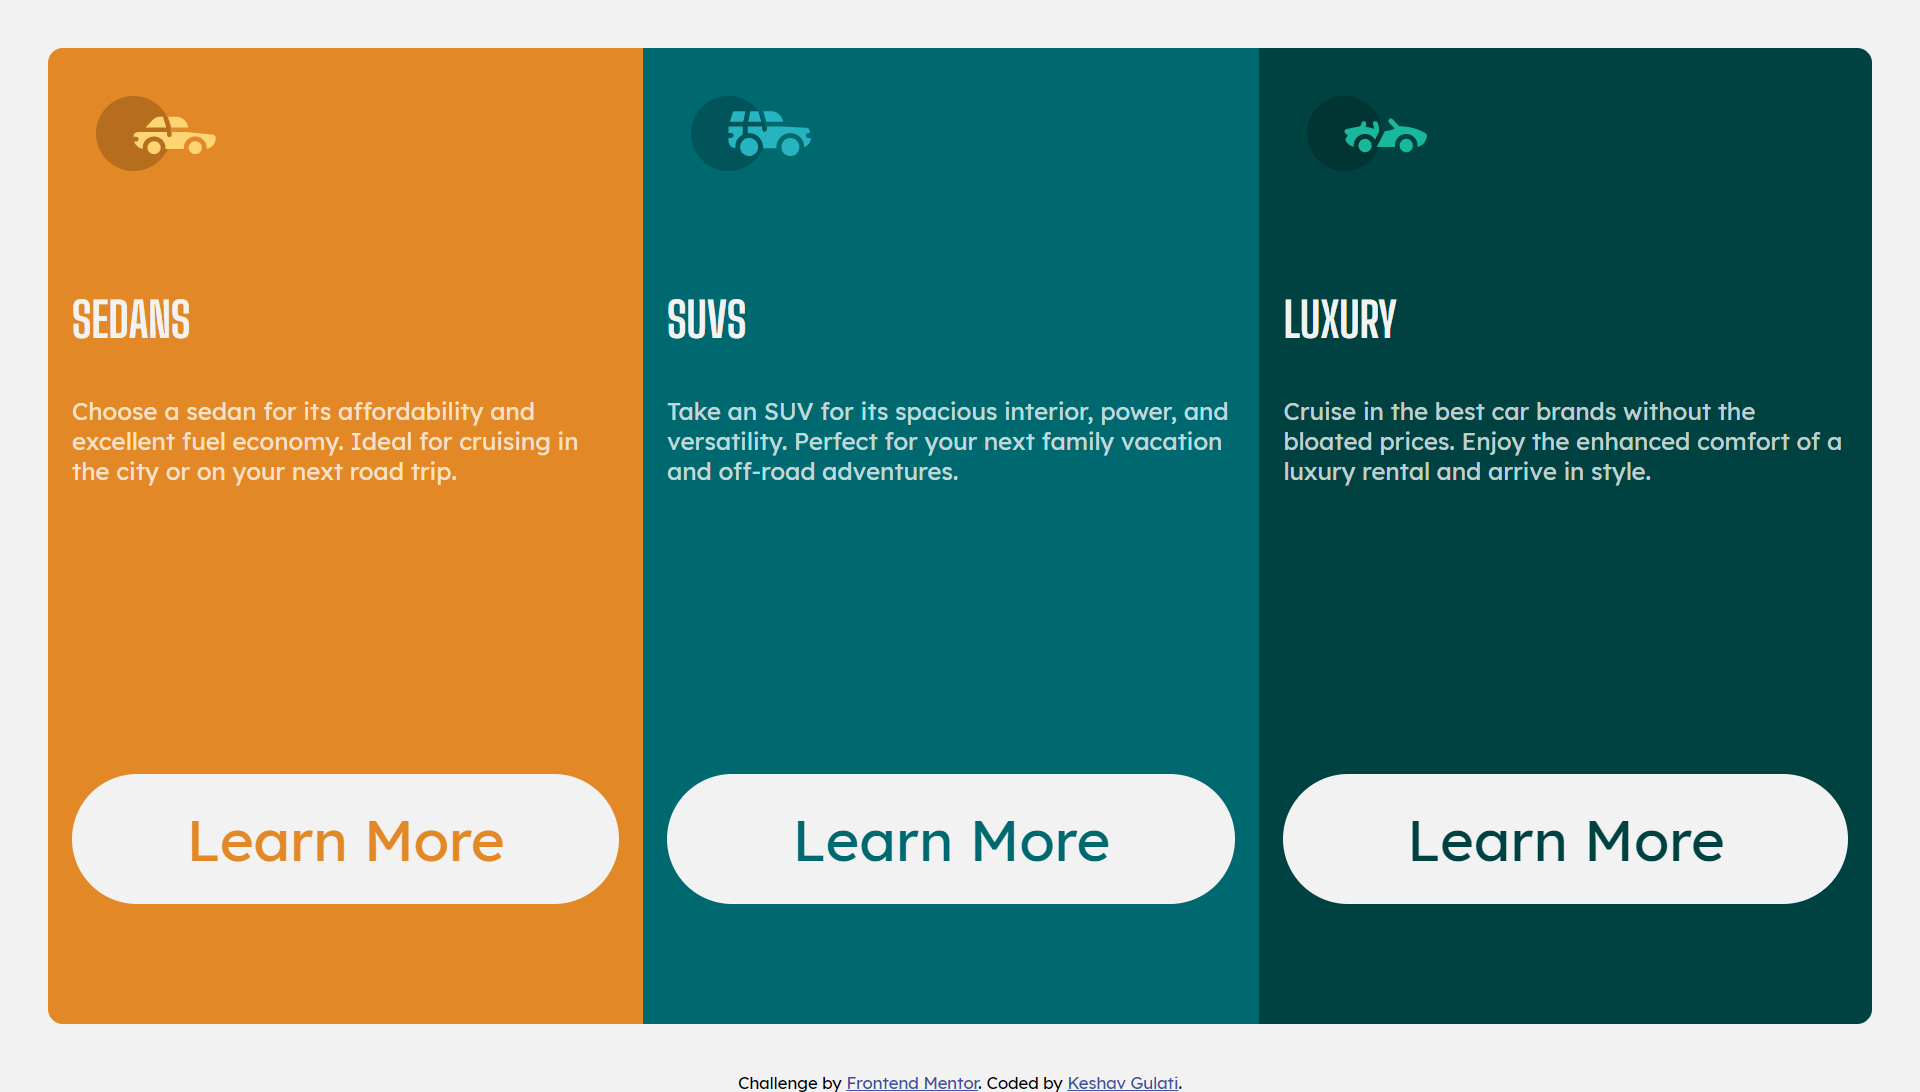 SEDANS
Choose a sedan for its affordability and
excellent fuel economy. Ideal for cruising in
the city or on your next road trip.
Learn More
SUVS
Take an SUV for its spacious interior, power, and
versatility. Perfect for your next family vacation
and off-road adventures.
Learn More
LUXURY
Cruise in the best car brands without the
bloated prices. Enjoy the enhanced comfort of a
luxury rental and arrive in style.
Learn More
Challenge by Frontend Mentor. Coded by Keshav Gulati.